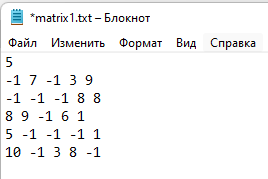 *matrix1.txt – Блокнот
Файл Изменить Формат Вид Справка
5
-1 7 -1 3 9
-1 -1 -1 8 8
8 9 -1 6 1
5 -1 -1 -1 1
10 -1 3 8 -1